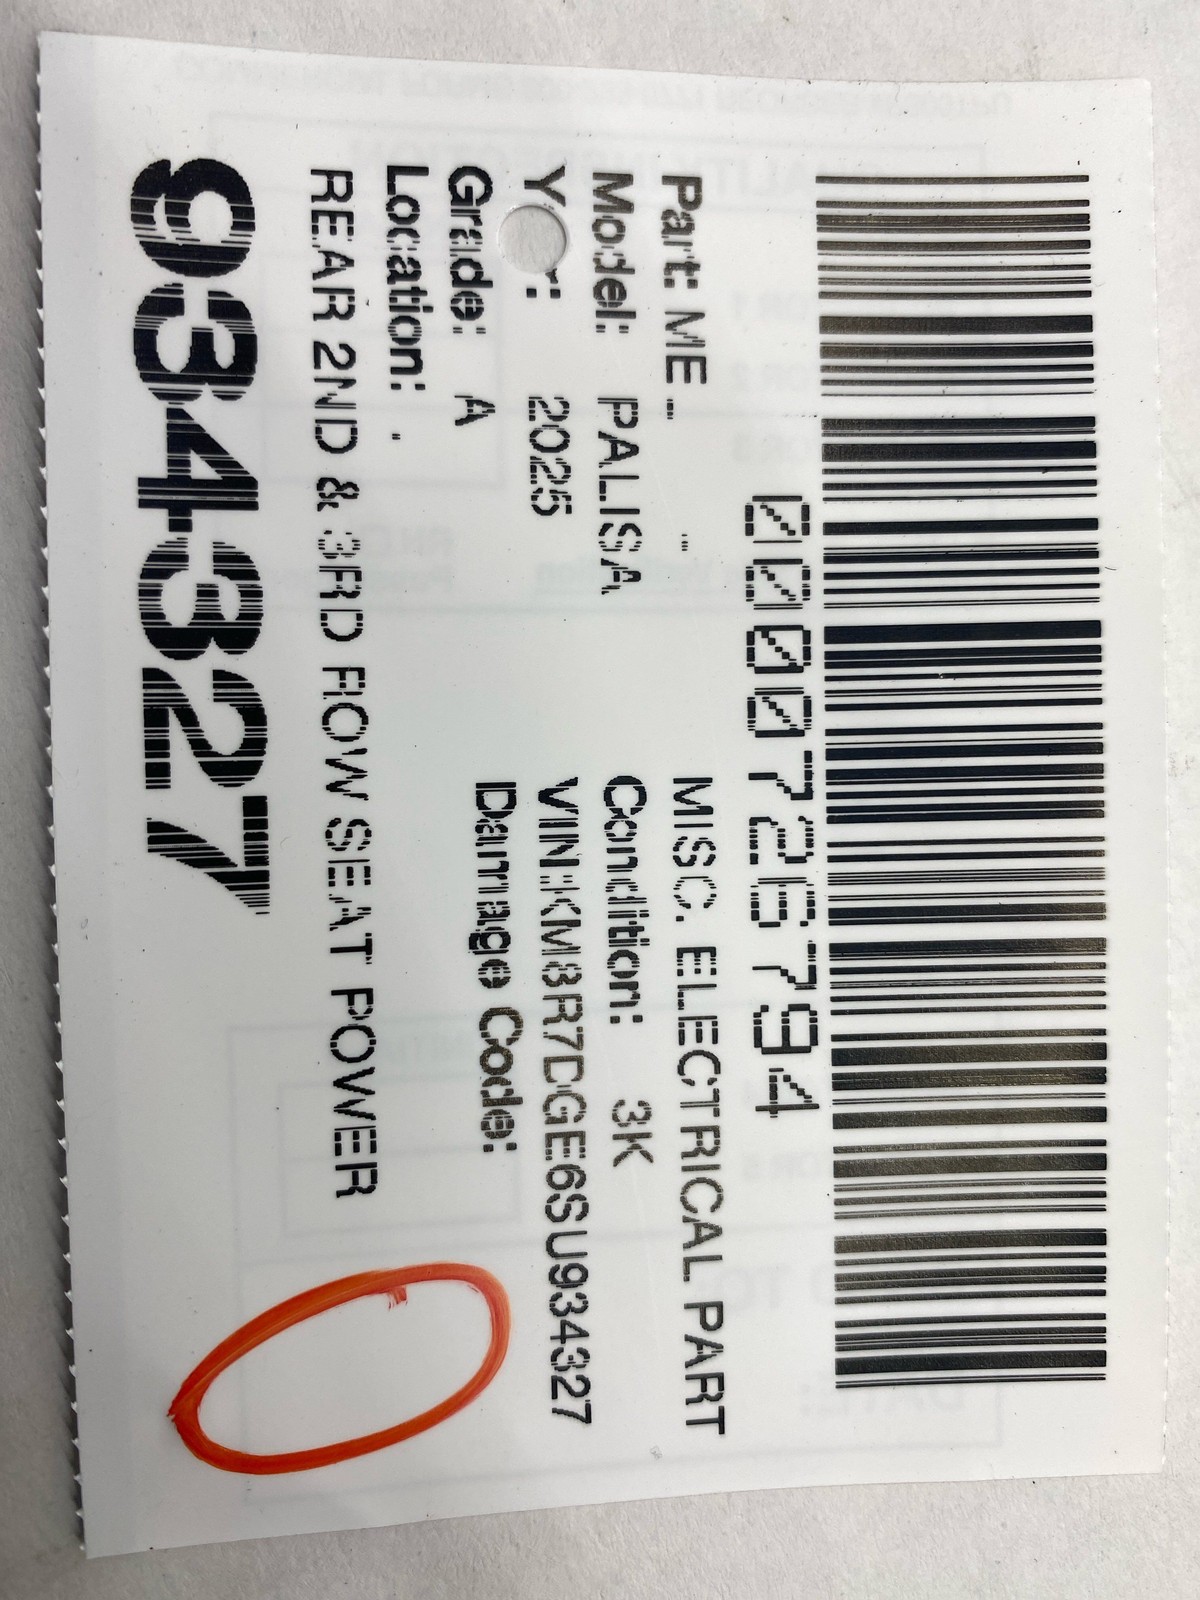 0000726794
Part: ME - - MISC. ELECTRICAL PART
Model: PALISA Condition: 3K
Y r: 2025 VIN:KM8R7DGE6SU934327
Grade: A Damage Code:
Location: .
REAR 2ND & 3RD ROW SEAT POWER
934327
O